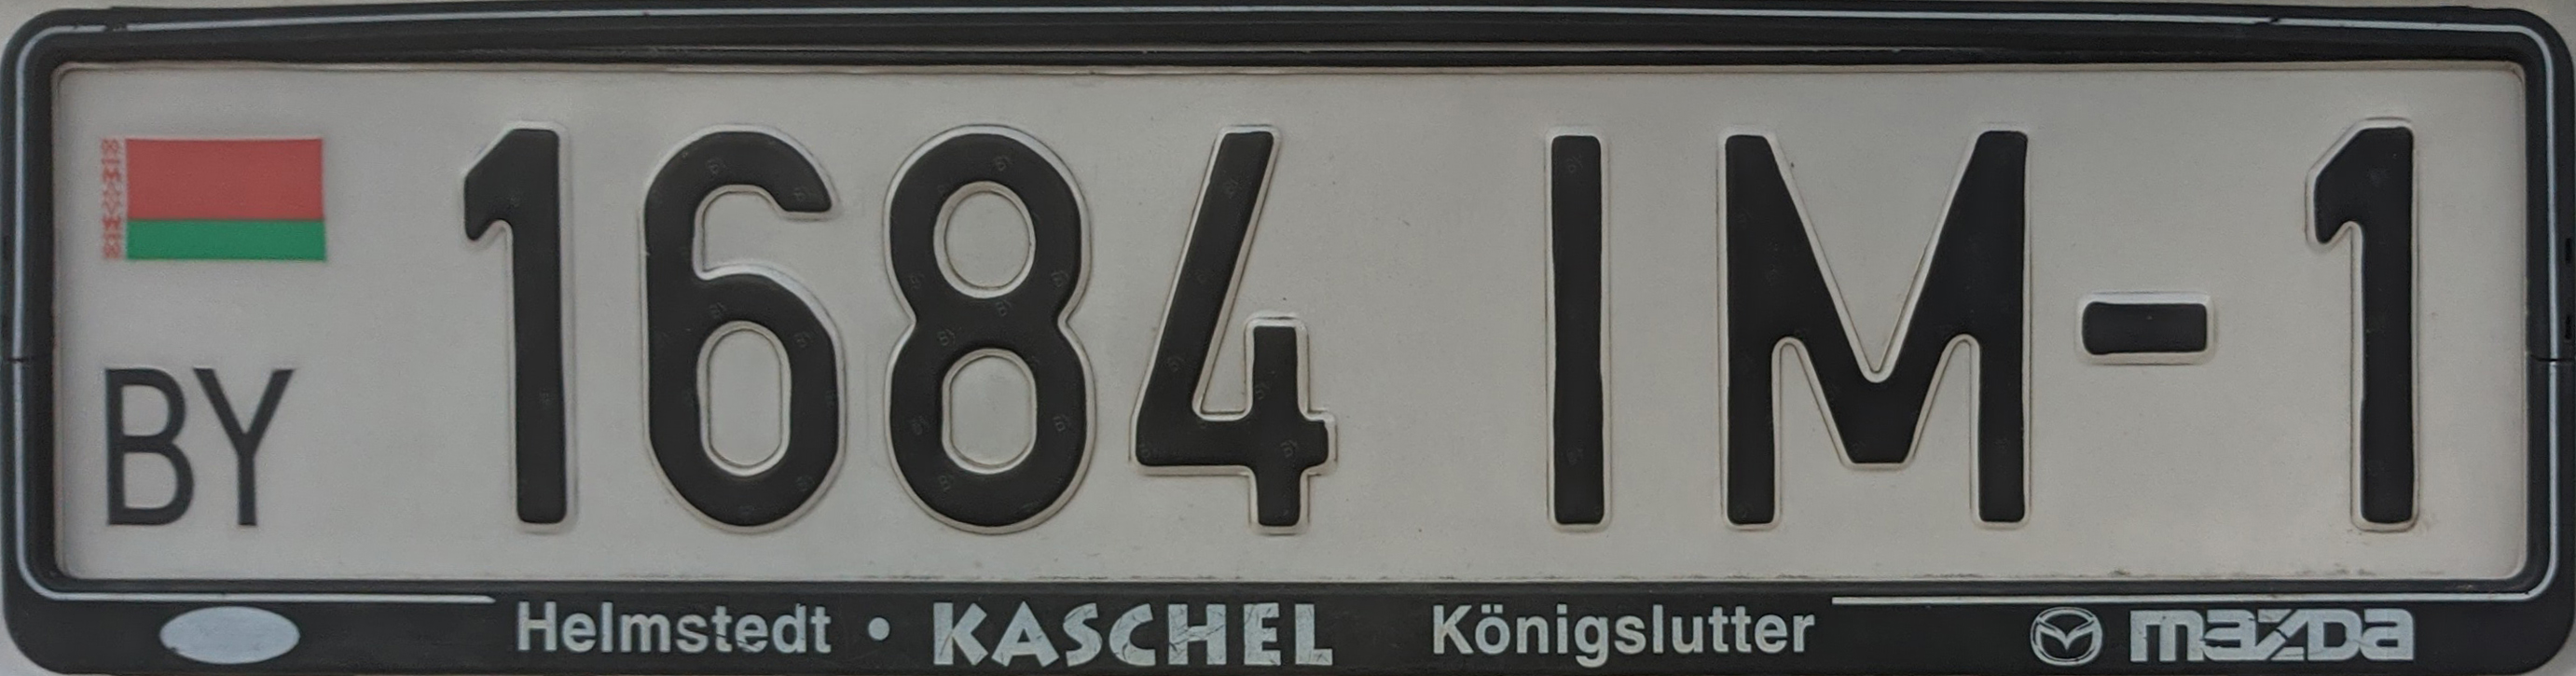 1684 IM-1
BY
Helmstedt • KASCHEL Königslutter mazda